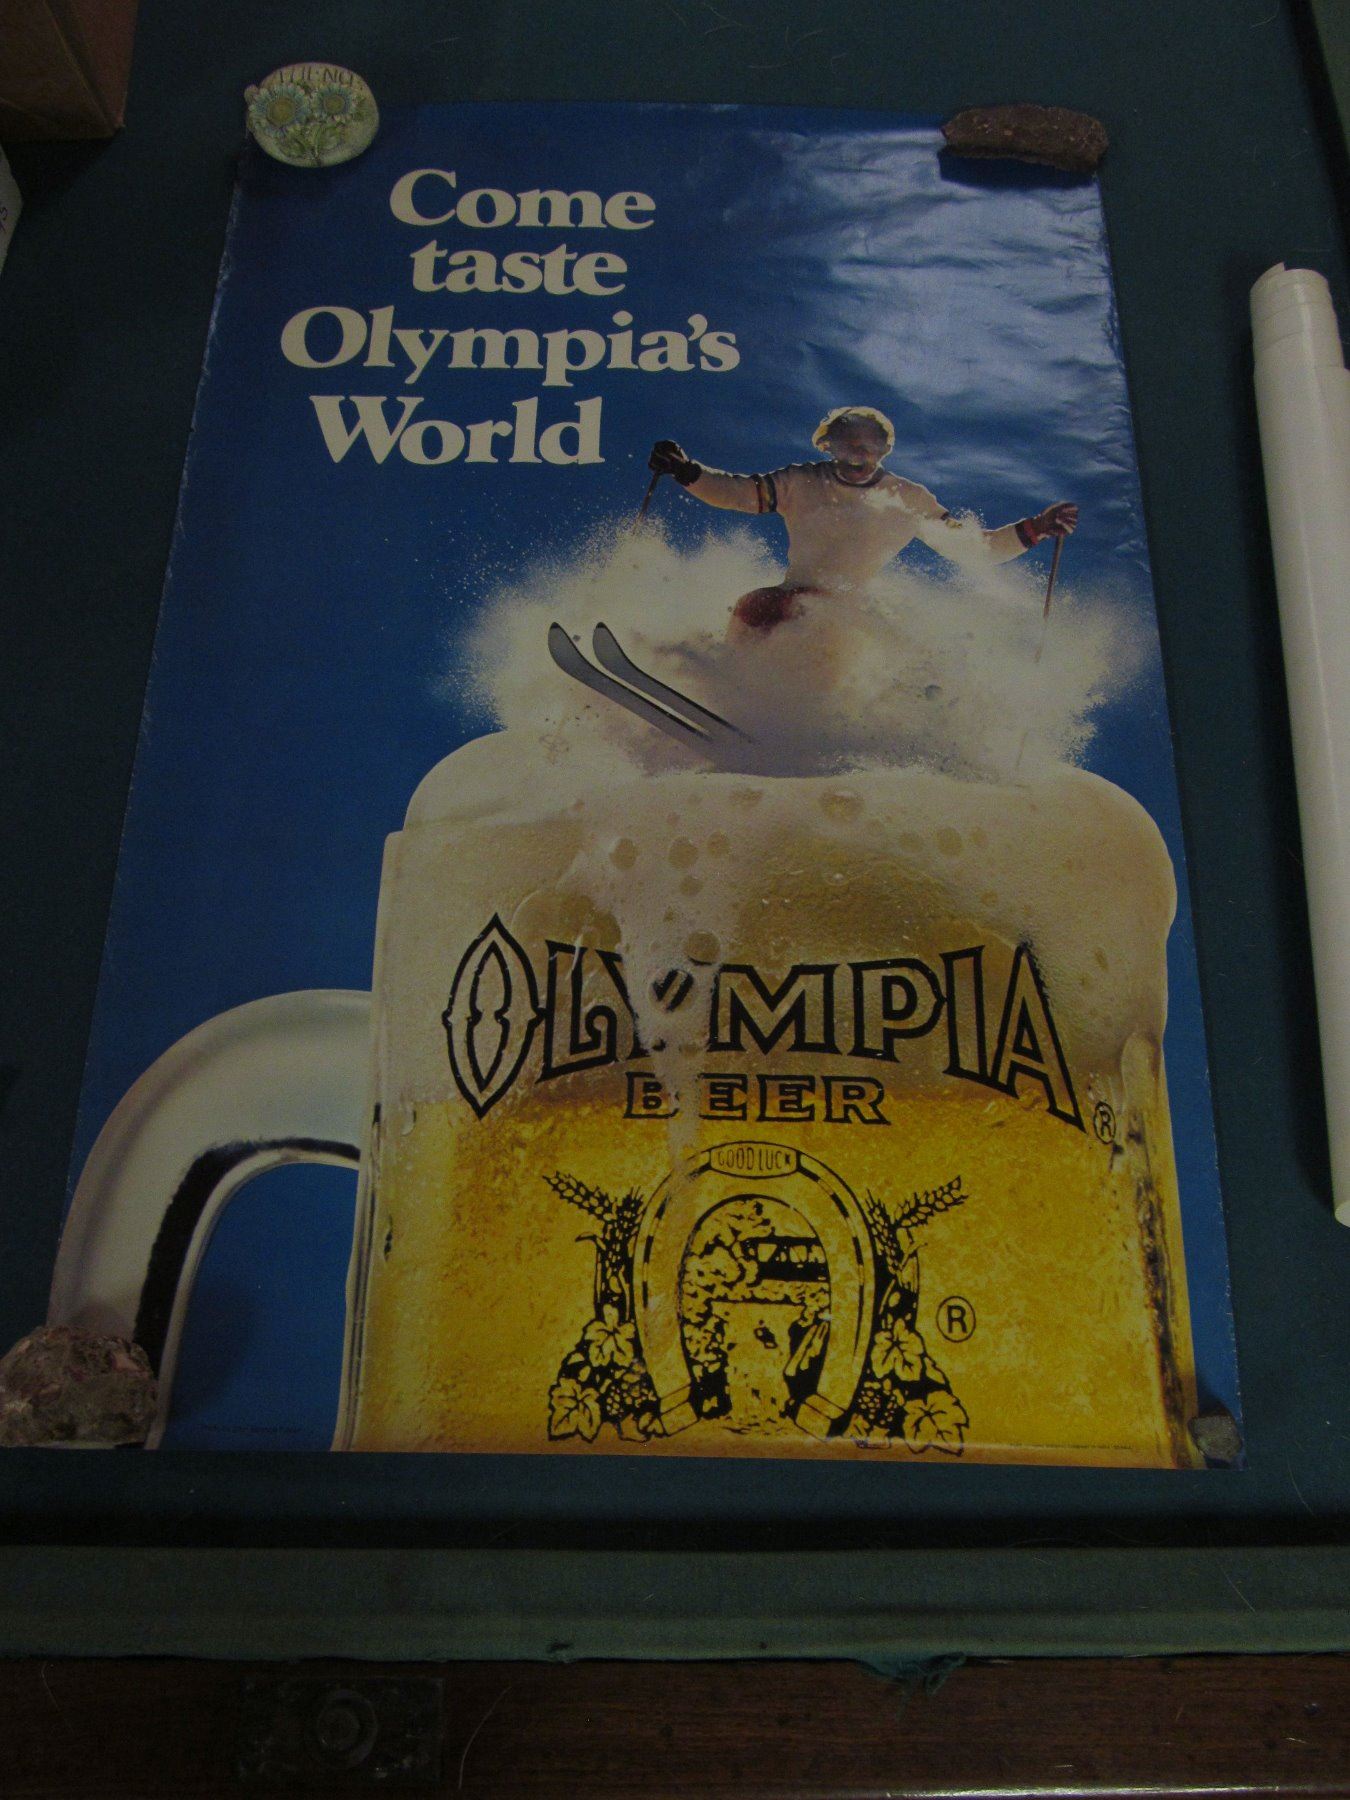 Come
taste
Olympia's
World
OLYMPIA
BEER
®
GOOD LUCK
®